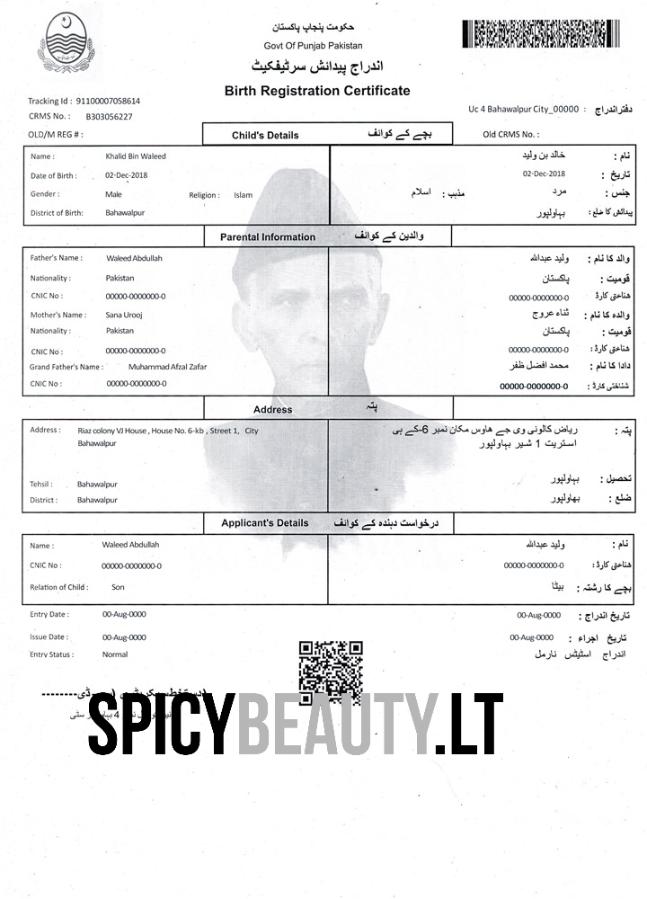 حکومت پنجاب پاکستان
Govt Of Punjab Pakistan
اندراج پیدائش سرٹیفکیٹ
Birth Registration Certificate
Tracking Id : 91100007058614
CRMS No. : B303056227
Uc 4 Bahawalpur City_00000 : دفتراندراج
OLD/M REG # :
Child's Details بچے کے کوائف
Old CRMS No. :
Name : Khalid Bin Waleed خالد بن ولید نام :
Date of Birth : 02-Dec-2018 02-Dec-2018 تاریخ :
Gender : Male Religion : Islam مذہب : اسلام مرد جنس :
District of Birth: Bahawalpur بہاولپور پیدائش کا ضلع :
Parental Information والدین کے کوائف
Father's Name : Waleed Abdullah ولید عبداللہ والد کا نام :
Nationality : Pakistan پاکستان قومیت :
CNIC No : 00000-0000000-0 00000-0000000-0 شناختی کارڈ :
Mother's Name : Sana Urooj ثناء عروج والدہ کا نام :
Nationality : Pakistan پاکستان قومیت :
CNIC No : 00000-0000000-0 00000-0000000-0 شناختی کارڈ :
Grand Father's Name : Muhammad Afzal Zafar محمد افضل ظفر دادا کا نام :
CNIC No : 00000-0000000-0 00000-0000000-0 شناختی کارڈ :
Address پتہ
Address : Riaz colony VJ House , House No. 6-kb , Street 1, City ریاض کالونی وی جے ھاوس مکان نمبر 6-کے بی پتہ :
Bahawalpur استریت 1 شہر بہاولپور
Tehsil : Bahawalpur بہاولپور تحصیل :
District : Bahawalpur بهاولپور ضلع :
Applicant's Details درخواست دہندہ کے کوائف
Name : Waleed Abdullah ولید عبداللہ نام :
CNIC No : 00000-0000000-0 00000-0000000-0 شناختی کارڈ :
Relation of Child : Son بیٹا بچے کا رشتہ :
Entry Date : 00-Aug-0000 00-Aug-0000 تاریخ اندراج :
Issue Date : 00-Aug-0000 00-Aug-0000 تاریخ اجراء :
Entry Status : Normal اندراج اسٹیٹس نارمل
SPICYBEAUTY.LT